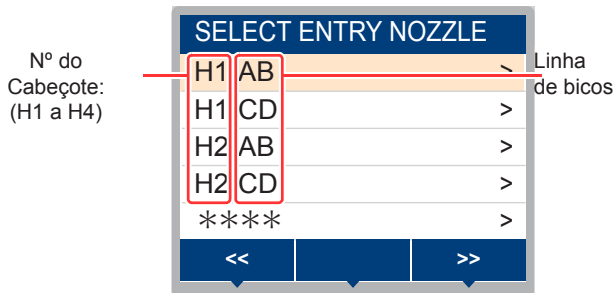 SELECT ENTRY NOZZLE
Nº do
Cabeçote:
(H1 a H4)
H1 AB >
H1 CD >
H2 AB >
H2 CD >
**** >
<< >>
Linha
de bicos